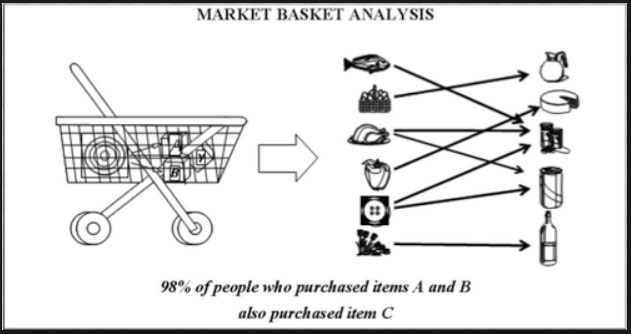 MARKET BASKET ANALYSIS
A
Y
B
98% of people who purchased items A and B
also purchased item C